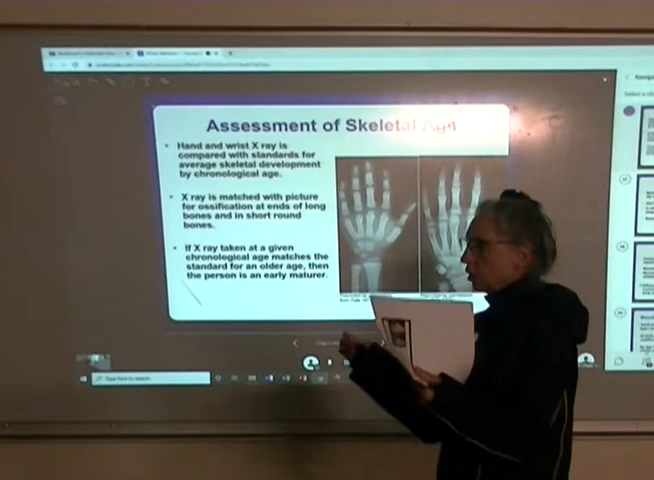 Assessment of Skeletal Age
• Hand and wrist X ray is
compared with standards for
average skeletal development
by chronological age.
• X ray is matched with picture
for ossification at ends of long
bones and in short round
bones.
• If X ray taken at a given
chronological age matches the
standard for an older age, then
the person is an early maturer.
Type here to search